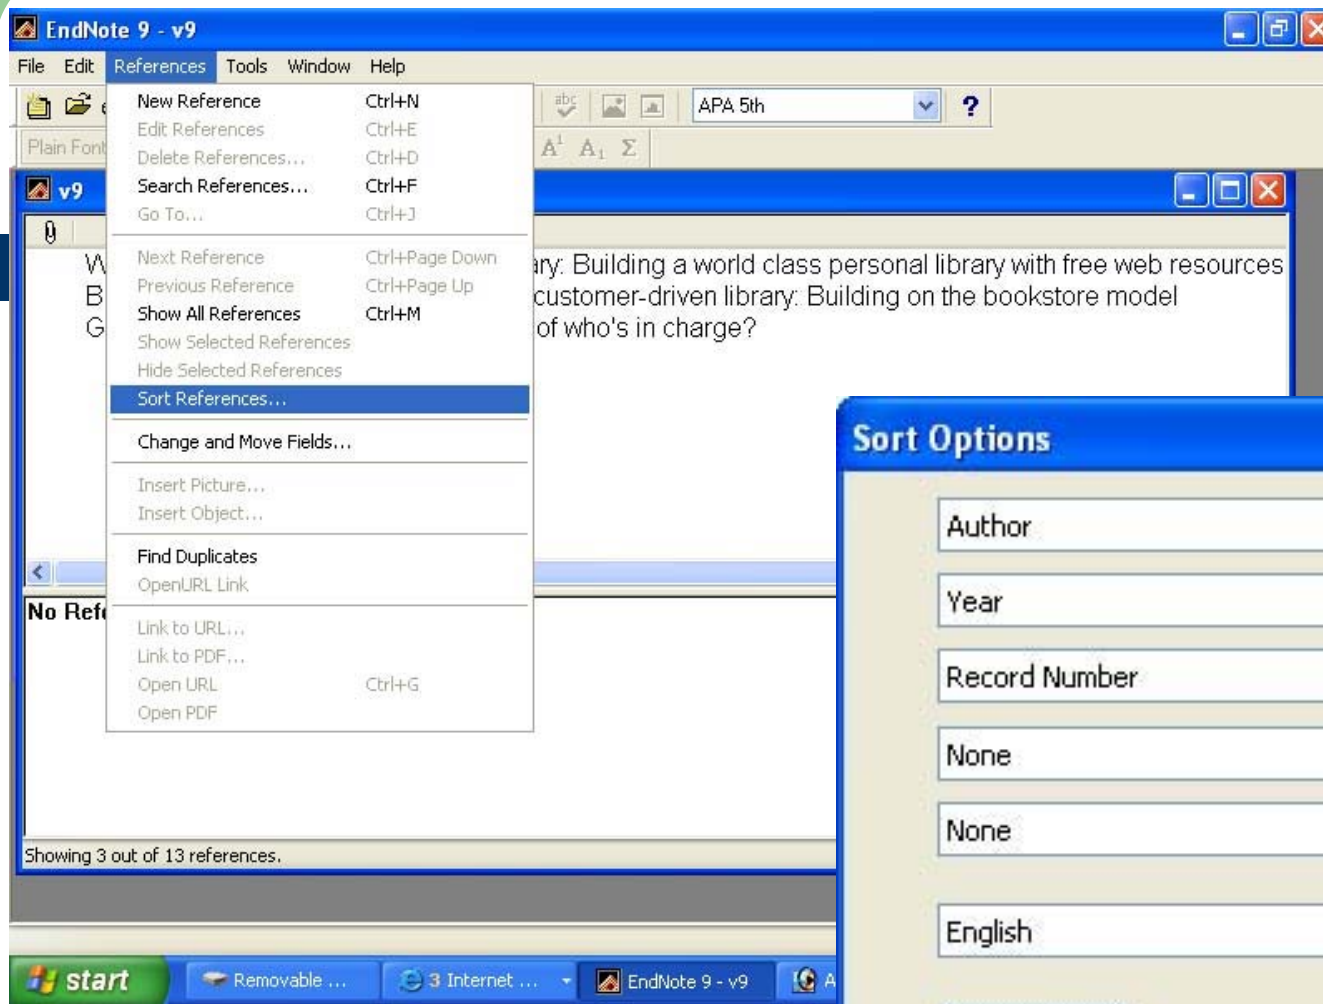 EndNote 9 - v9
File Edit References Tools Window Help
APA 5th ?
Plain Font
A¹ A₁ Σ
New Reference Ctrl+N
Edit References Ctrl+E
Delete References... Ctrl+D
Search References... Ctrl+F
Go To... Ctrl+J
Next Reference Ctrl+Page Down
Previous Reference Ctrl+Page Up
Show All References Ctrl+M
Show Selected References
Hide Selected References
Sort References...
Change and Move Fields...
Insert Picture...
Insert Object...
Find Duplicates
OpenURL Link
Link to URL...
Link to PDF...
Open URL Ctrl+G
Open PDF
v9
ary: Building a world class personal library with free web resources
B customer-driven library: Building on the bookstore model
G of who's in charge?
No Refe
Showing 3 out of 13 references.
Sort Options
Author
Year
Record Number
None
None
English
start Removable ... 3 Internet ... EndNote 9 - v9 A